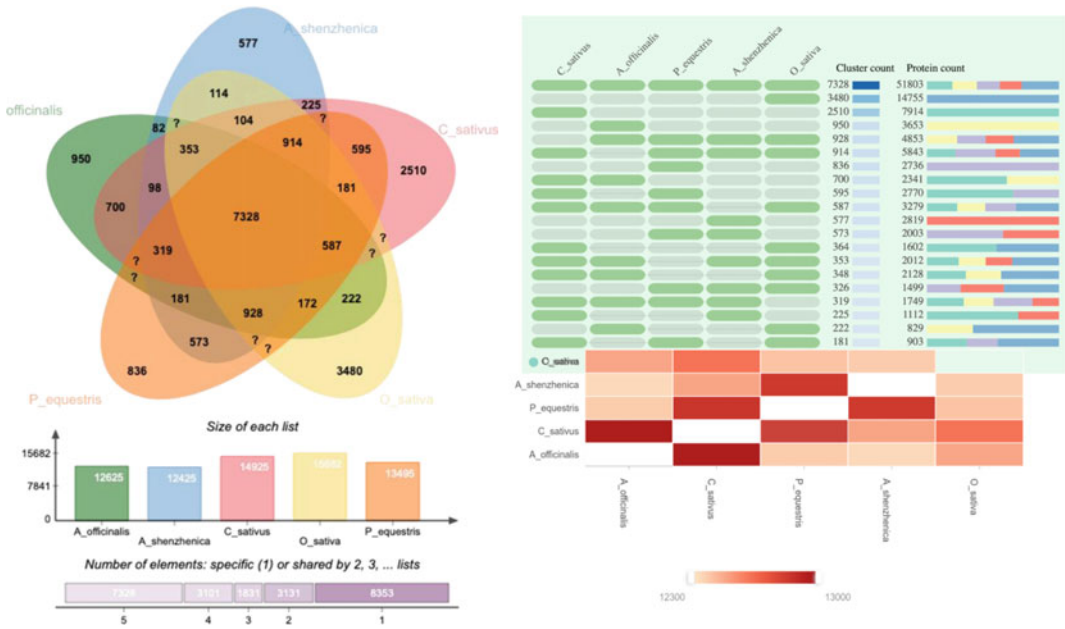 A_shenzhenica
577
officinalis
114
225
C_sativus
82
?
104
?
950
353
914
595
2510
98
181
700
7328
319
587
?
?
?
?
181
928
172
222
573
?
?
836
3480
P_equestris
O_sativa
Size of each list
15682
7841
0
12625
12425
14925
15682
13495
A_officinalis
A_shenzhenica
C_sativus
O_sativa
P_equestris
Number of elements: specific (1) or shared by 2, 3, ... lists
7328 3101 1831 3131 8353
5 4 3 2 1
C_sativus
A_officinalis
P_equestris
A_shenzhenica
O_sativa
Cluster count Protein count
7328 51803
3480 14755
2510 7914
950 3653
928 4853
914 5843
836 2736
700 2341
595 2770
587 3279
577 2819
573 2003
364 1602
353 2012
348 2128
326 1499
319 1749
225 1112
222 829
181 903
A_shenzhenica
P_equestris
C_sativus
A_officinalis
A_officinalis
C_sativus
P_equestris
A_shenzhenica
O_sativa
12300 13000